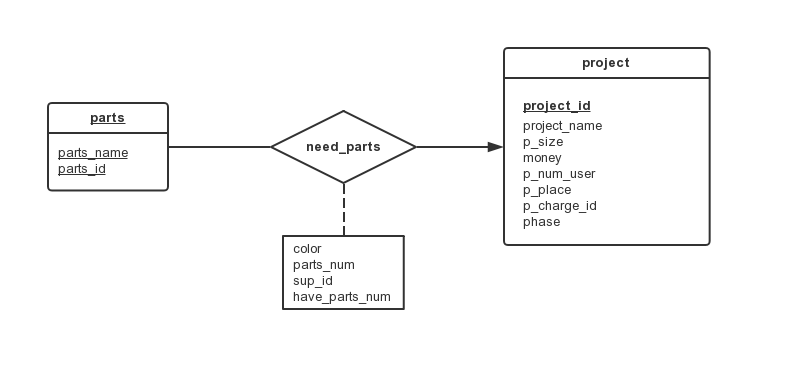 parts
parts_name
parts_id
need_parts
color
parts_num
sup_id
have_parts_num
project
project_id
project_name
p_size
money
p_num_user
p_place
p_charge_id
phase